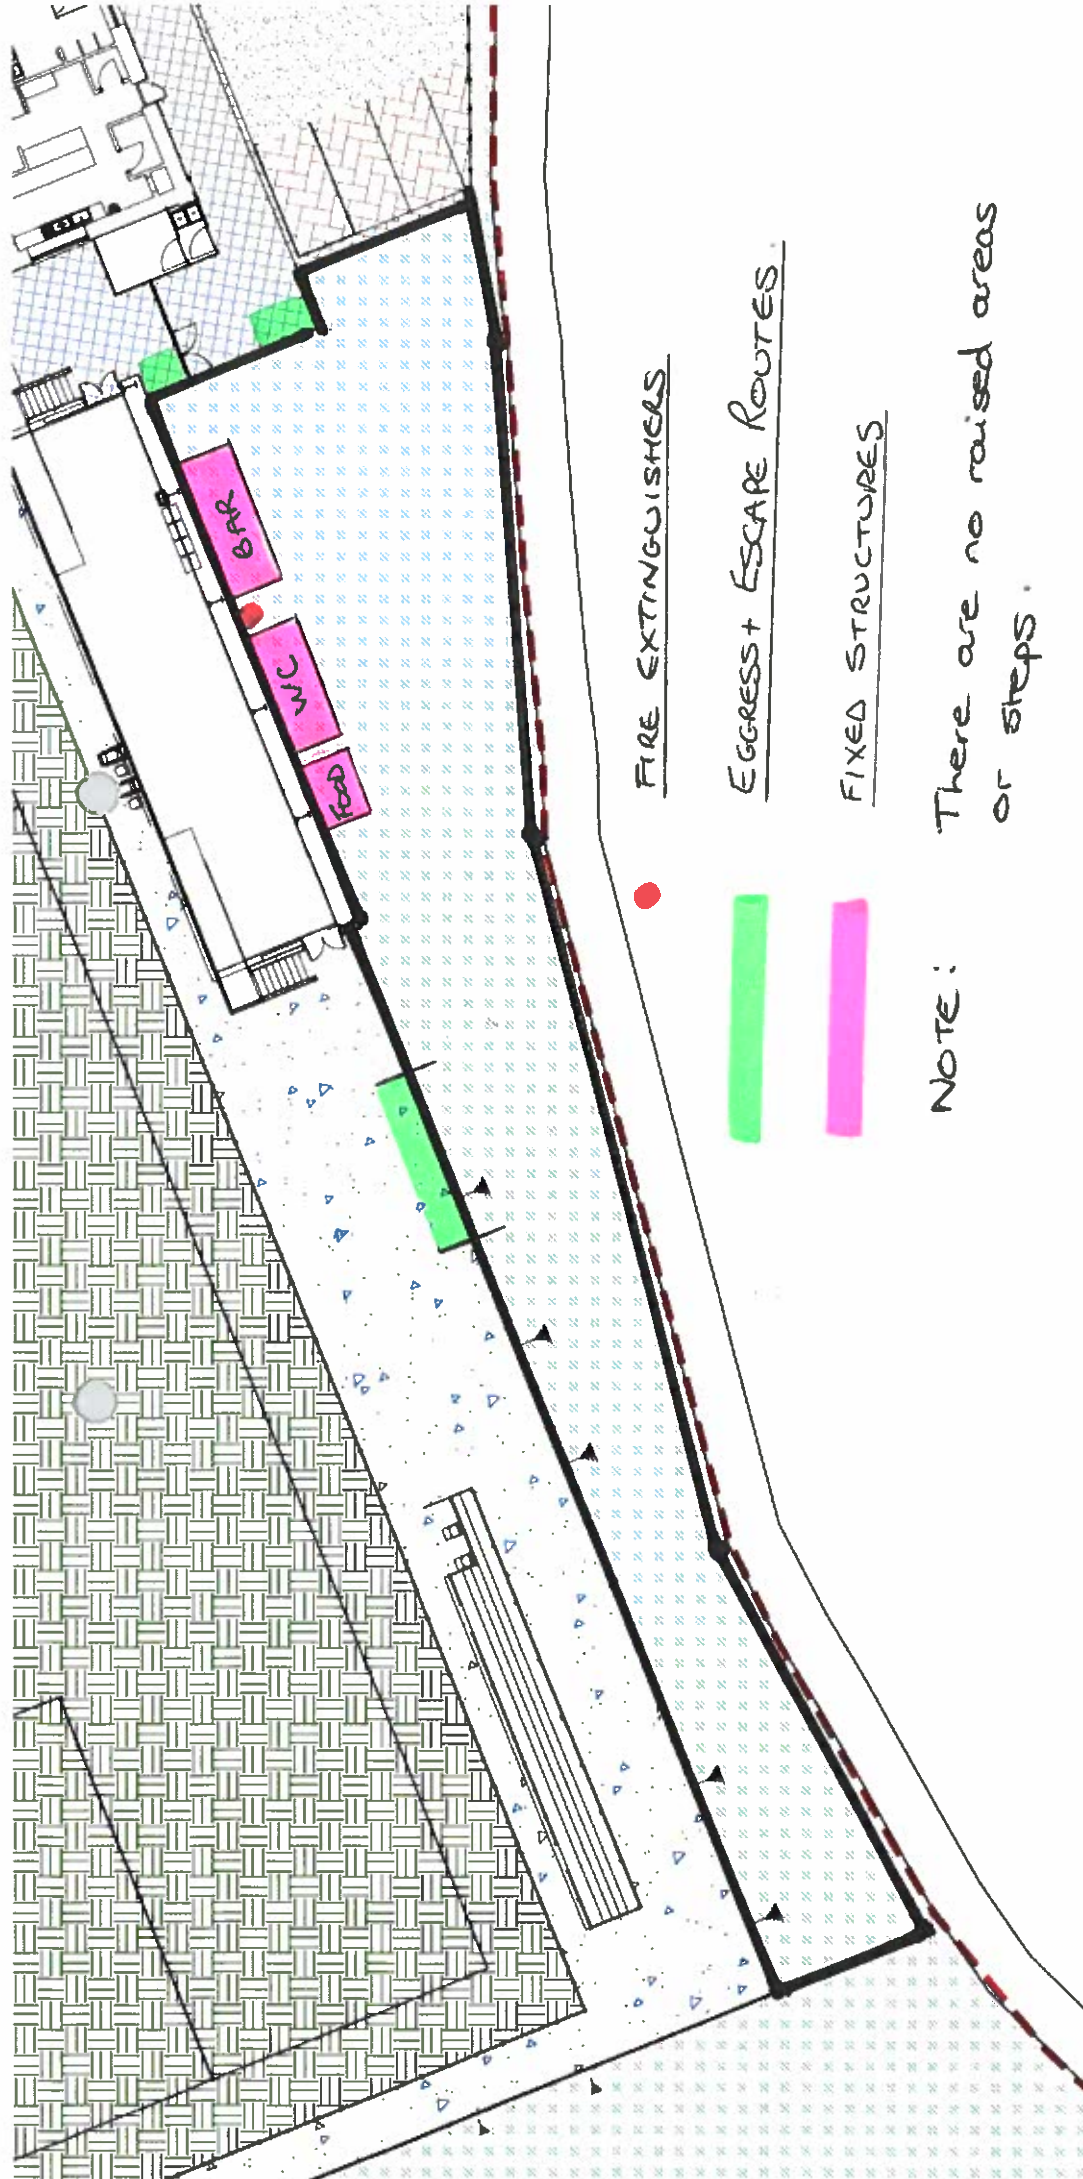 BAR
WC
FOOD
FIRE EXTINGUISHERS
EGGRESS + ESCAPE ROUTES
FIXED STRUCTURES
NOTE : There are no raised areas
or steps.